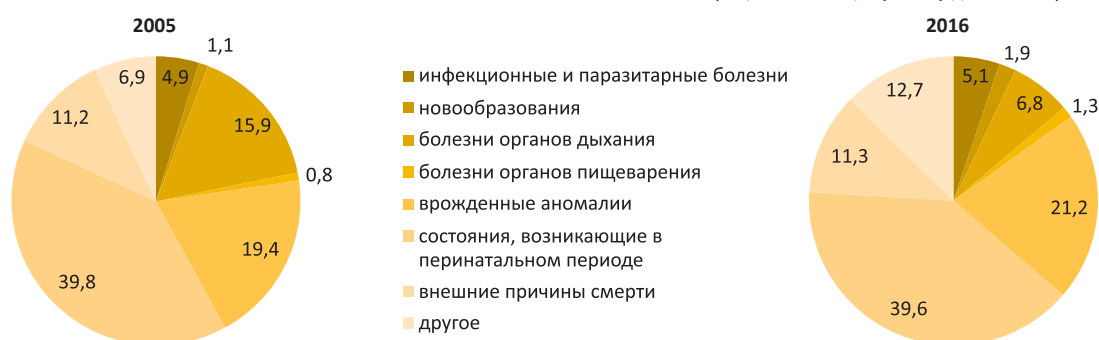 2005
4,9
1,1
15,9
0,8
19,4
39,8
11,2
6,9
инфекционные и паразитарные болезни
новообразования
болезни органов дыхания
болезни органов пищеварения
врожденные аномалии
состояния, возникающие в
перинатальном периоде
внешние причины смерти
другое
2016
5,1
1,9
6,8
1,3
21,2
39,6
11,3
12,7